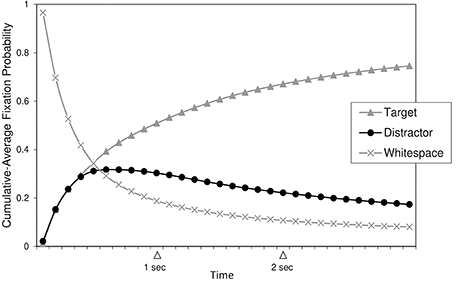 Cumulative-Average Fixation Probability
1
0.8
0.6
0.4
0.2
0
Target
Distractor
Whitespace
1 sec
2 sec
Time